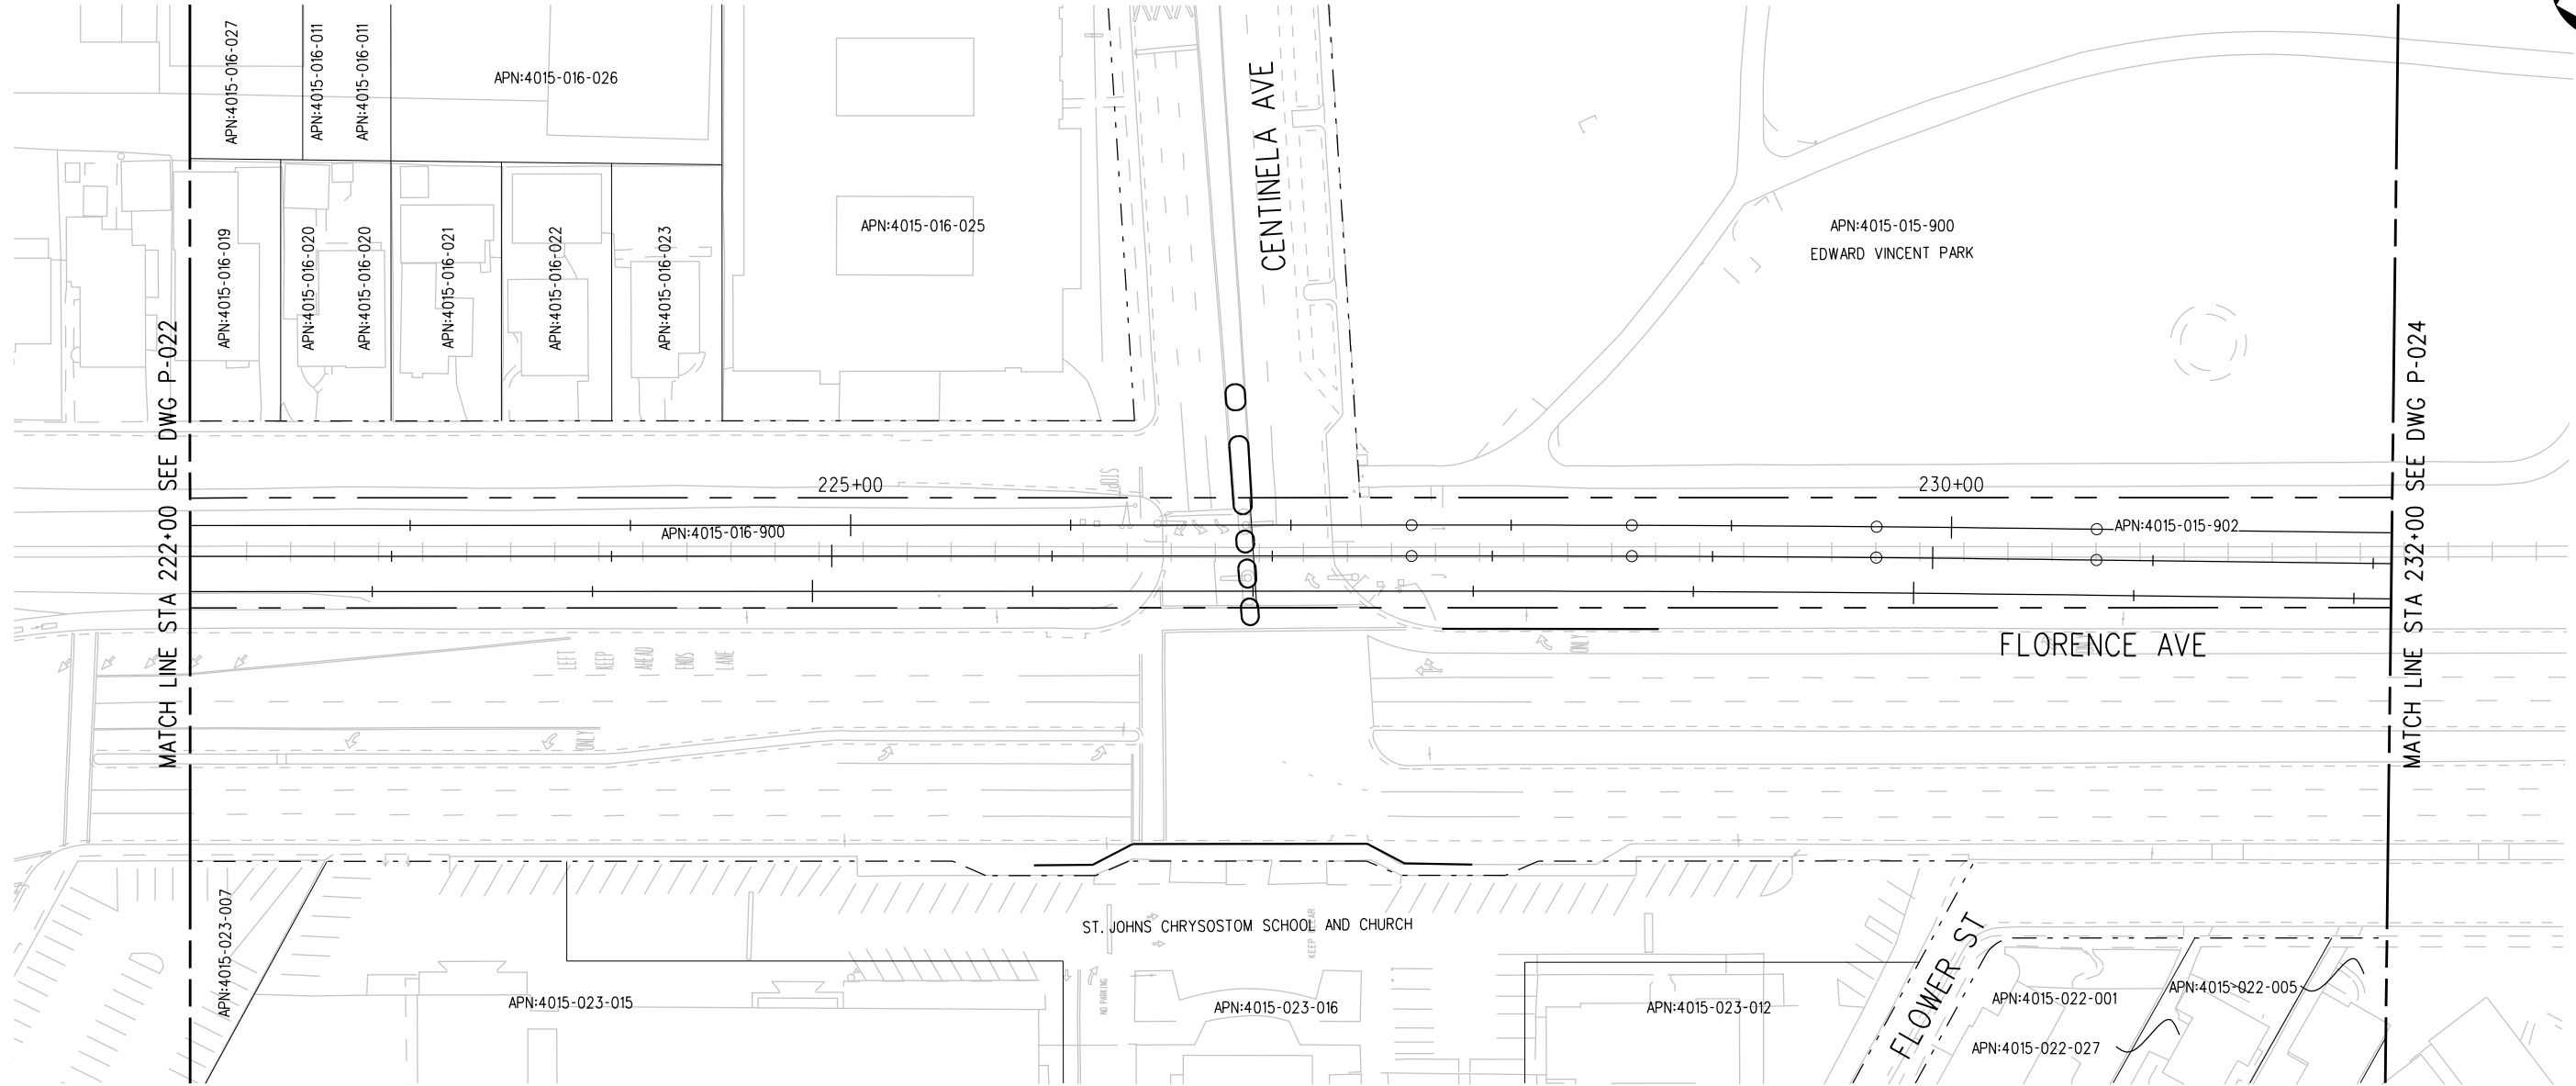 APN:4015-016-027
APN:4015-016-011
APN:4015-016-011
APN:4015-016-026
CENTINELA AVE
APN:4015-016-019
APN:4015-016-020
APN:4015-016-020
APN:4015-016-021
APN:4015-016-022
APN:4015-016-023
APN:4015-016-025
APN:4015-015-900
EDWARD VINCENT PARK
MATCH LINE STA 222+00 SEE DWG P-022
MATCH LINE STA 232+00 SEE DWG P-024
STOP
225+00
230+00
APN:4015-016-900
APN:4015-015-902
FLORENCE AVE
LEFT
KEEP
AHEAD
ENDS
LANE
ONLY
ONLY
APN:4015-023-007
ST. JOHNS CHRYSOSTOM SCHOOL AND CHURCH
KEEP CLEAR
NO PARKING
APN:4015-023-015
APN:4015-023-016
APN:4015-023-012
FLOWER ST
APN:4015-022-001
APN:4015-022-005
APN:4015-022-027